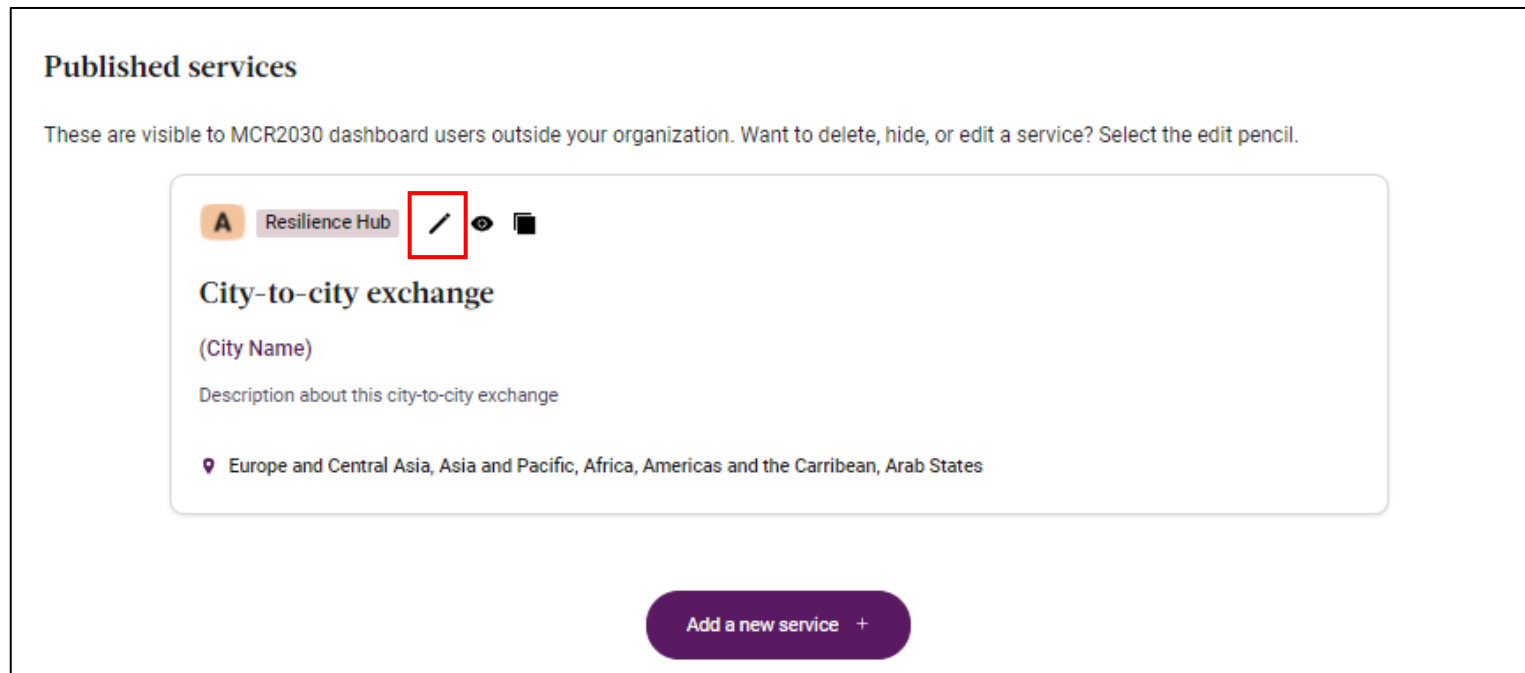 Published services
These are visible to MCR2030 dashboard users outside your organization. Want to delete, hide, or edit a service? Select the edit pencil.
A Resilience Hub
City-to-city exchange
(City Name)
Description about this city-to-city exchange
Europe and Central Asia, Asia and Pacific, Africa, Americas and the Carribean, Arab States
Add a new service +